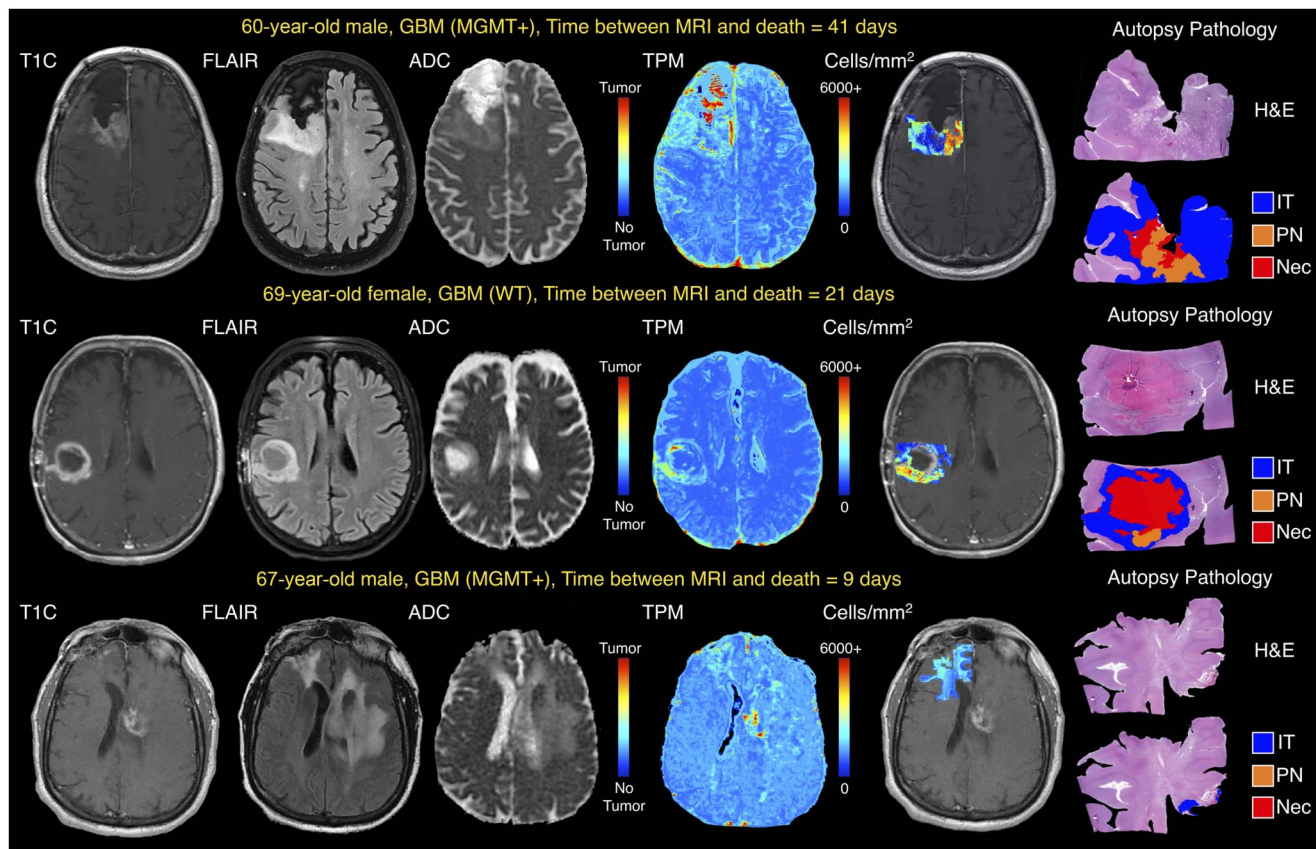 60-year-old male, GBM (MGMT+), Time between MRI and death = 41 days
T1C FLAIR ADC TPM Cells/mm² Autopsy Pathology
Tumor 6000+
No Tumor 0
H&E
IT
PN
Nec
69-year-old female, GBM (WT), Time between MRI and death = 21 days
T1C FLAIR ADC TPM Cells/mm² Autopsy Pathology
Tumor 6000+
No Tumor 0
H&E
IT
PN
Nec
67-year-old male, GBM (MGMT+), Time between MRI and death = 9 days
T1C FLAIR ADC TPM Cells/mm² Autopsy Pathology
Tumor 6000+
No Tumor 0
H&E
IT
PN
Nec